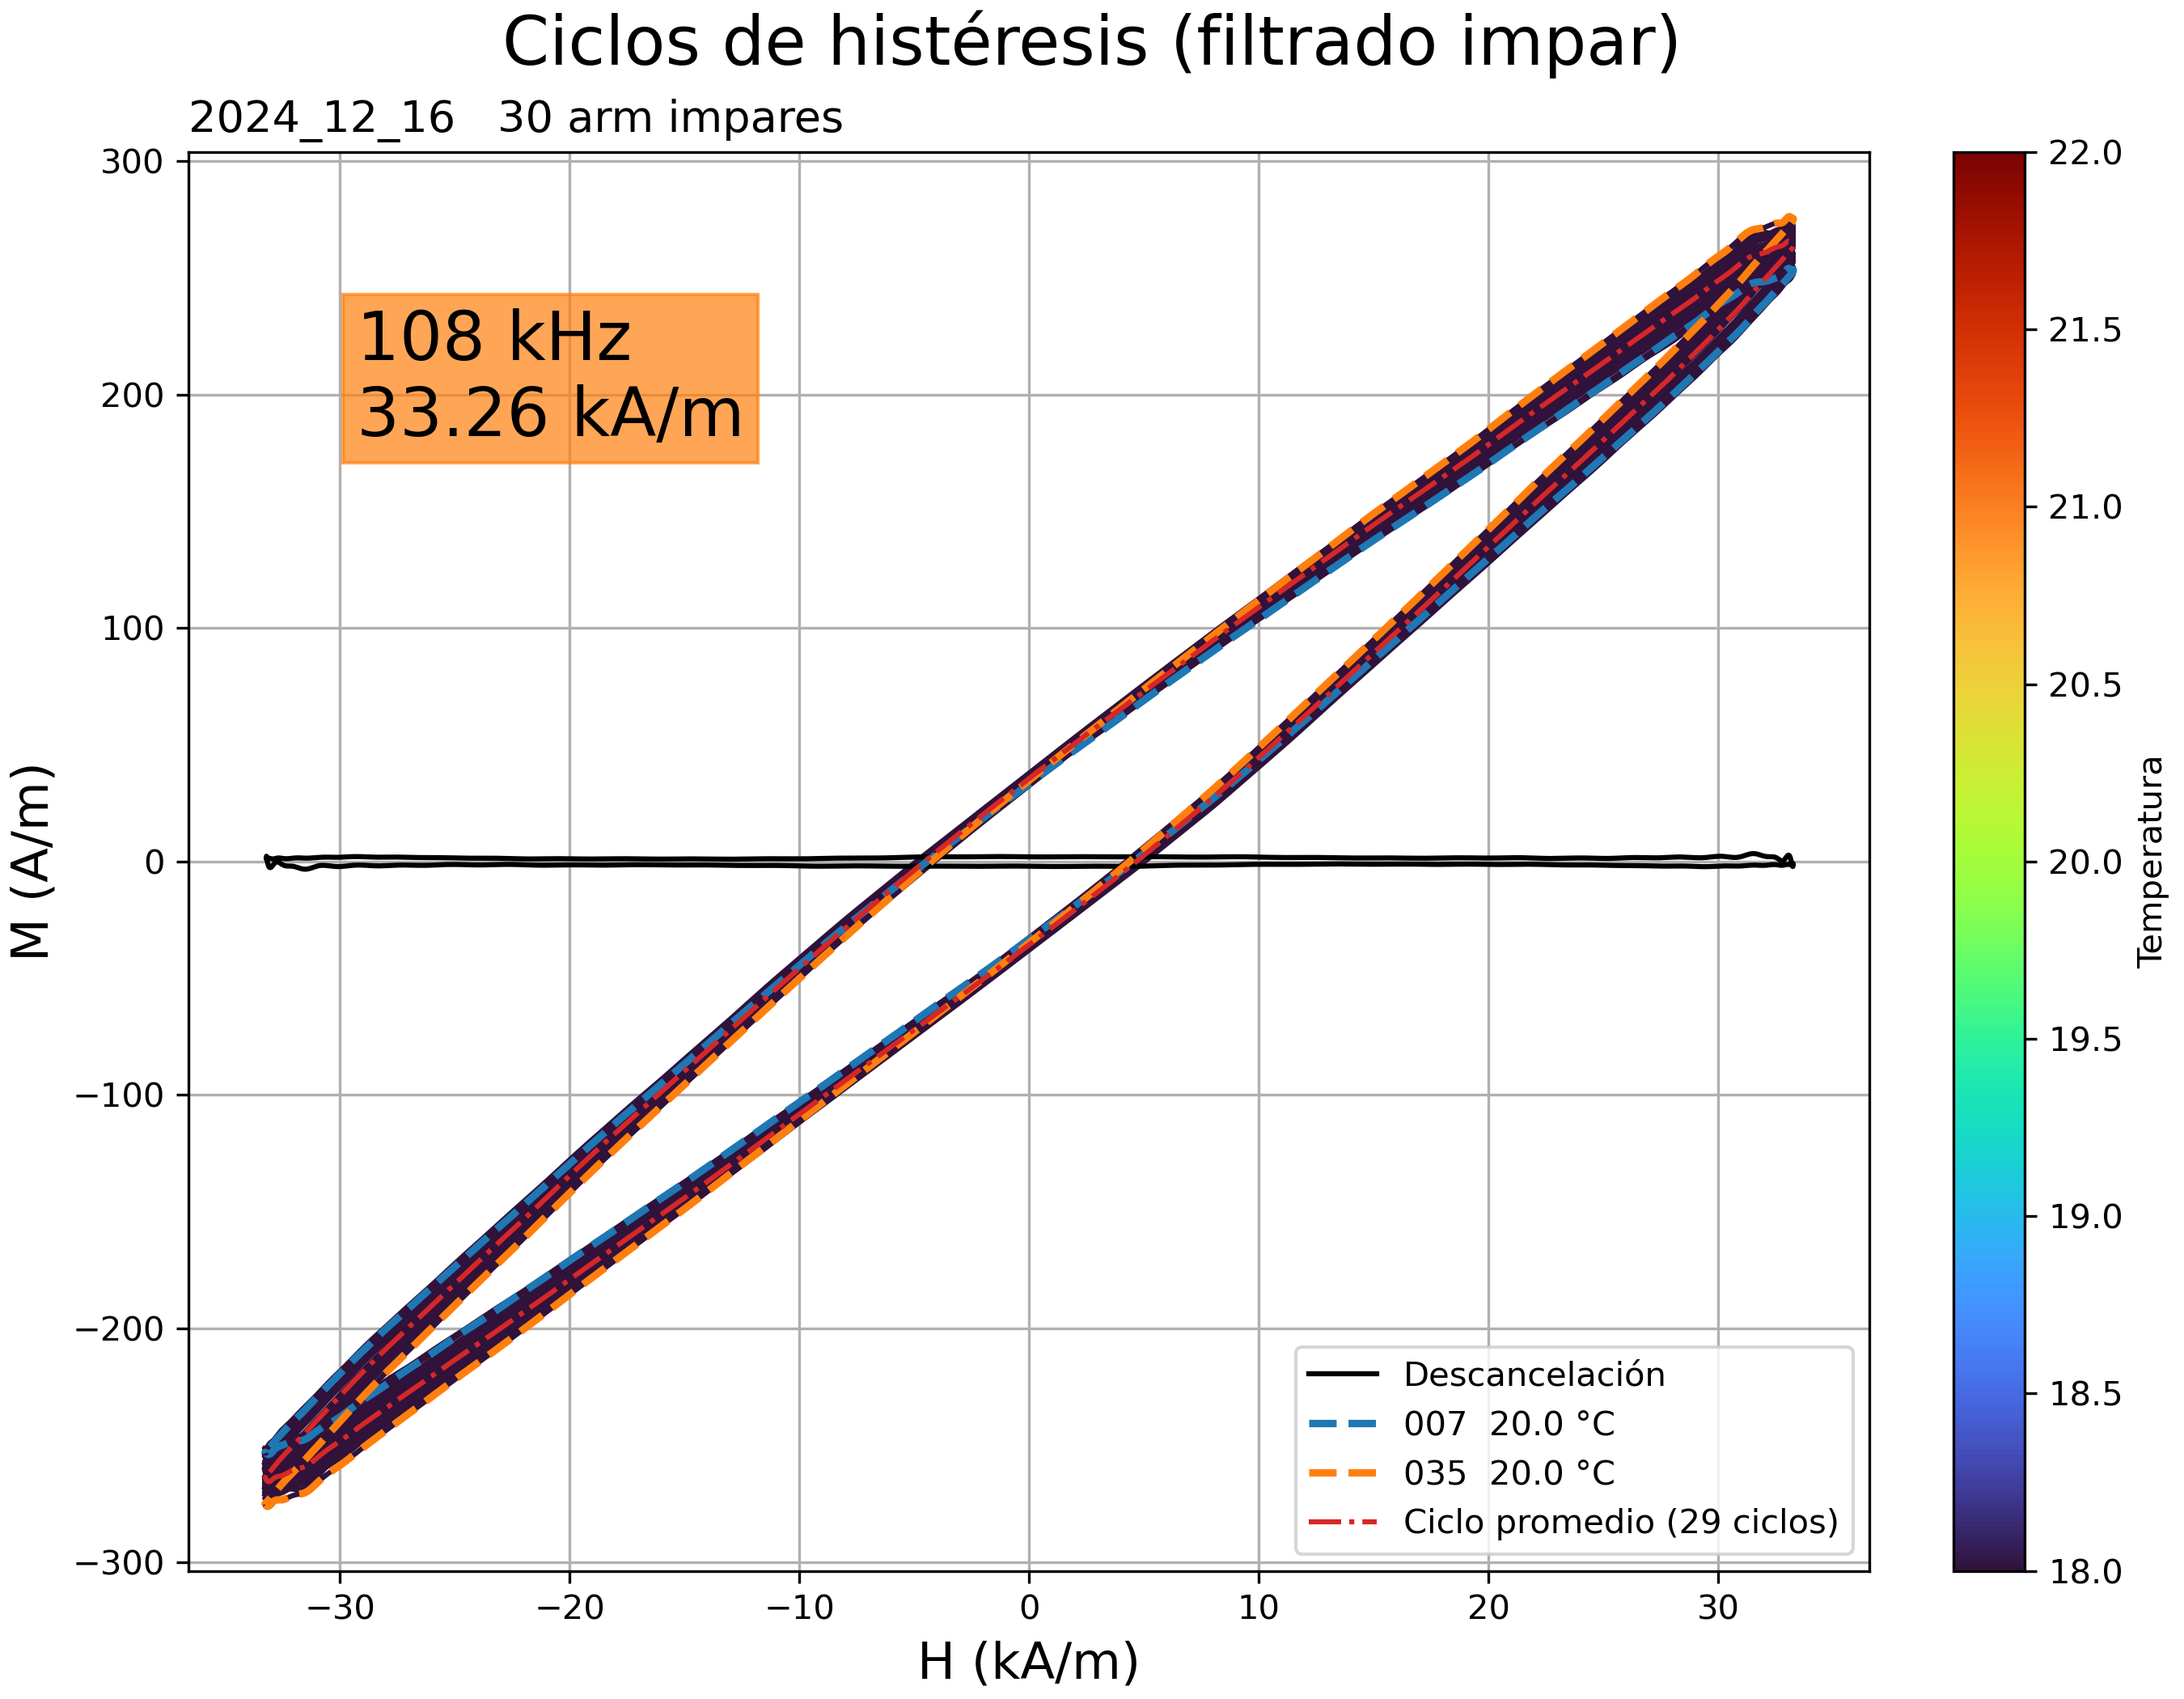 Ciclos de histéresis (filtrado impar)
2024_12_16   30 arm impares
300
200
100
0
−100
−200
−300
M (A/m)
108 kHz
33.26 kA/m
Descancelación
007  20.0 °C
035  20.0 °C
Ciclo promedio (29 ciclos)
−30
−20
−10
0
10
20
30
H (kA/m)
22.0
21.5
21.0
20.5
20.0
19.5
19.0
18.5
18.0
Temperatura